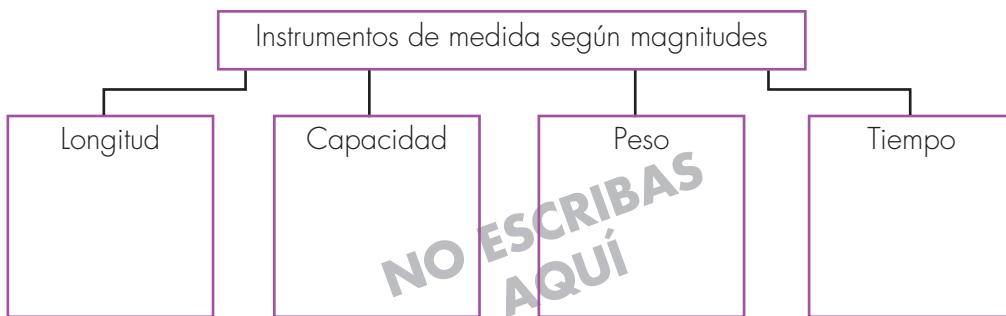 Instrumentos de medida según magnitudes
Longitud
Capacidad
Peso
Tiempo
NO ESCRIBAS
AQUÍ